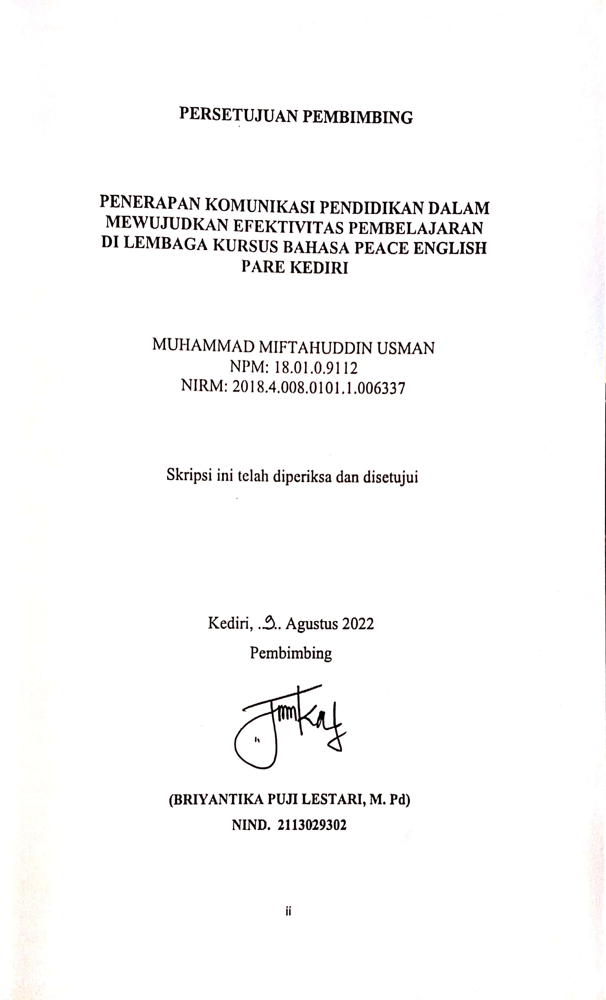 PERSETUJUAN PEMBIMBING
PENERAPAN KOMUNIKASI PENDIDIKAN DALAM
MEWUJUDKAN EFEKTIVITAS PEMBELAJARAN
DI LEMBAGA KURSUS BAHASA PEACE ENGLISH
PARE KEDIRI
MUHAMMAD MIFTAHUDDIN USMAN
NPM: 18.01.0.9112
NIRM: 2018.4.008.0101.1.006337
Skripsi ini telah diperiksa dan disetujui
Kediri, ..9.. Agustus 2022
Pembimbing
(BRIYANTIKA PUJI LESTARI, M. Pd)
NIND. 2113029302
ii